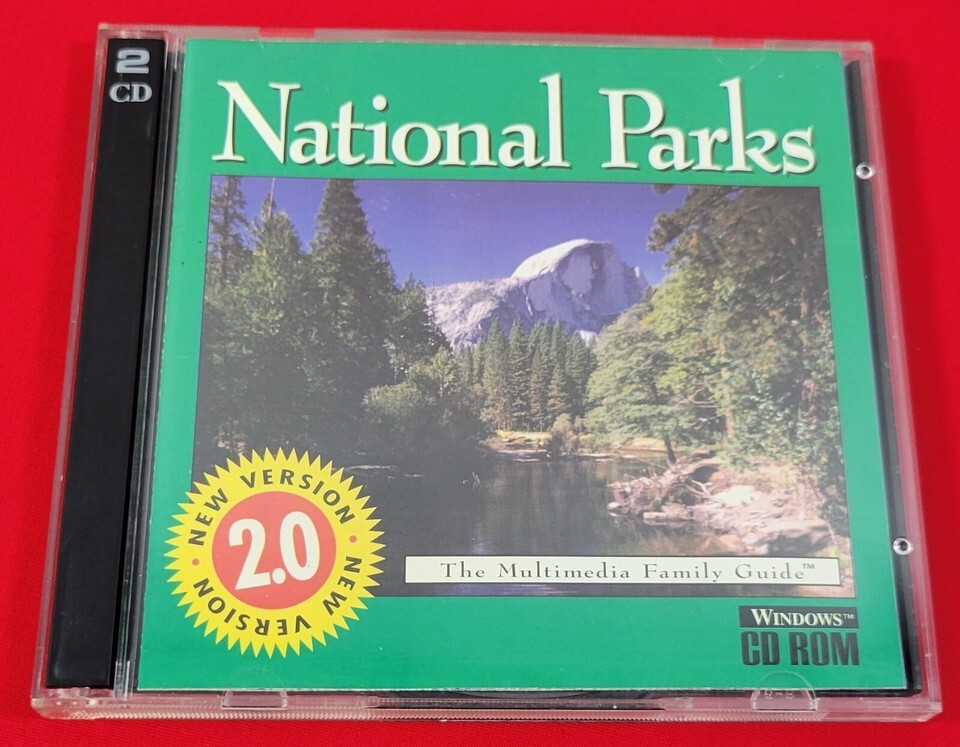 2
CD
National Parks
NEW VERSION • NEW VERSION •
2.0
The Multimedia Family Guide™
WINDOWS™
CD ROM